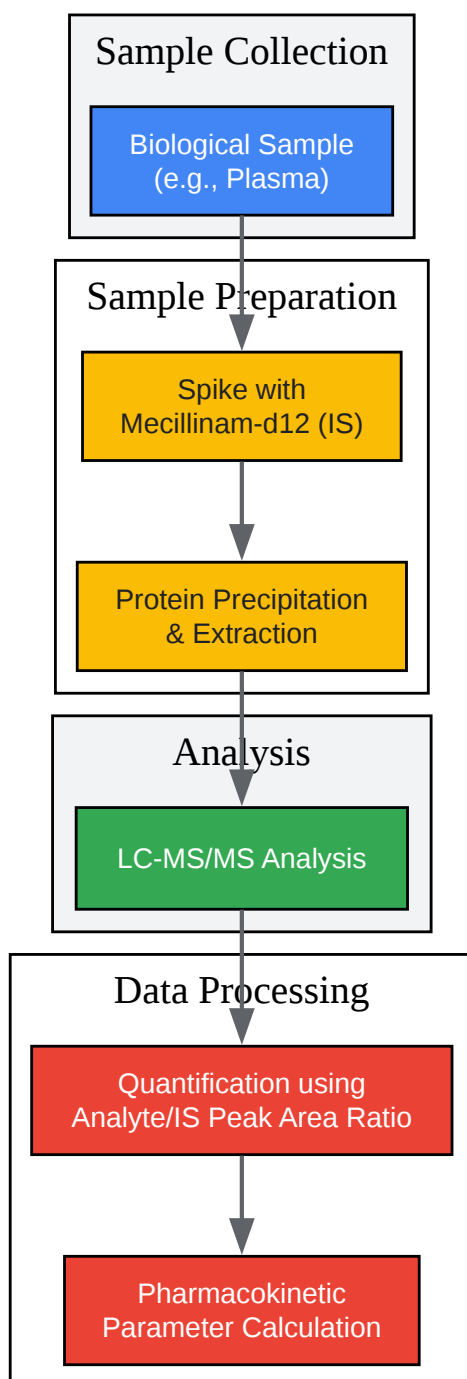 Sample Collection
Biological Sample
(e.g., Plasma)
Sample Preparation
Spike with
Mecillinam-d12 (IS)
Protein Precipitation
& Extraction
Analysis
LC-MS/MS Analysis
Data Processing
Quantification using
Analyte/IS Peak Area Ratio
Pharmacokinetic
Parameter Calculation